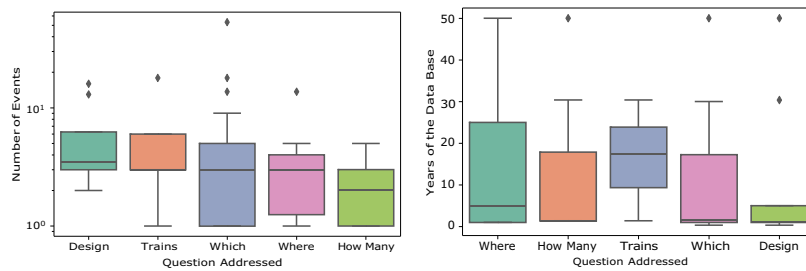 Number of Events
10¹
10⁰
Design Trains Which Where How Many
Question Addressed
Years of the Data Base
50
30
20
10
0
Where How Many Trains Which Design
Question Addressed